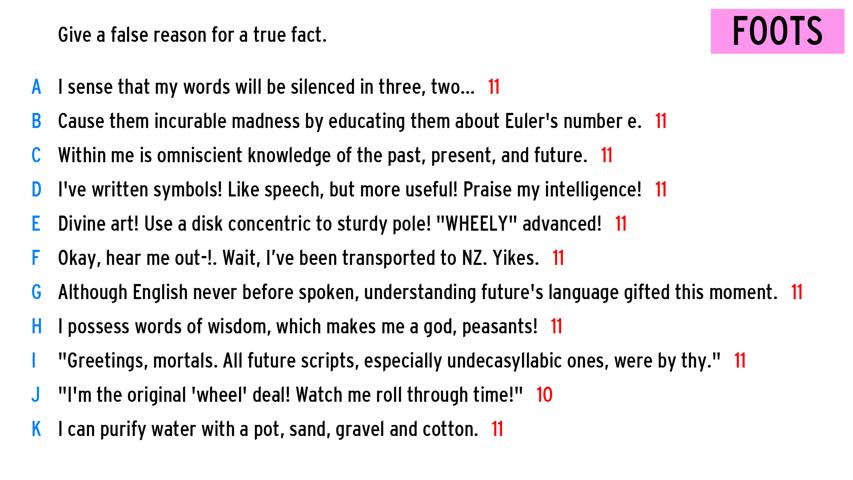 FOOTS
Give a false reason for a true fact.
A I sense that my words will be silenced in three, two... 11
B Cause them incurable madness by educating them about Euler's number e. 11
C Within me is omniscient knowledge of the past, present, and future. 11
D I've written symbols! Like speech, but more useful! Praise my intelligence! 11
E Divine art! Use a disk concentric to sturdy pole! "WHEELY" advanced! 11
F Okay, hear me out-!. Wait, I've been transported to NZ. Yikes. 11
G Although English never before spoken, understanding future's language gifted this moment. 11
H I possess words of wisdom, which makes me a god, peasants! 11
I "Greetings, mortals. All future scripts, especially undecasyllabic ones, were by thy." 11
J "I'm the original 'wheel' deal! Watch me roll through time!" 10
K I can purify water with a pot, sand, gravel and cotton. 11